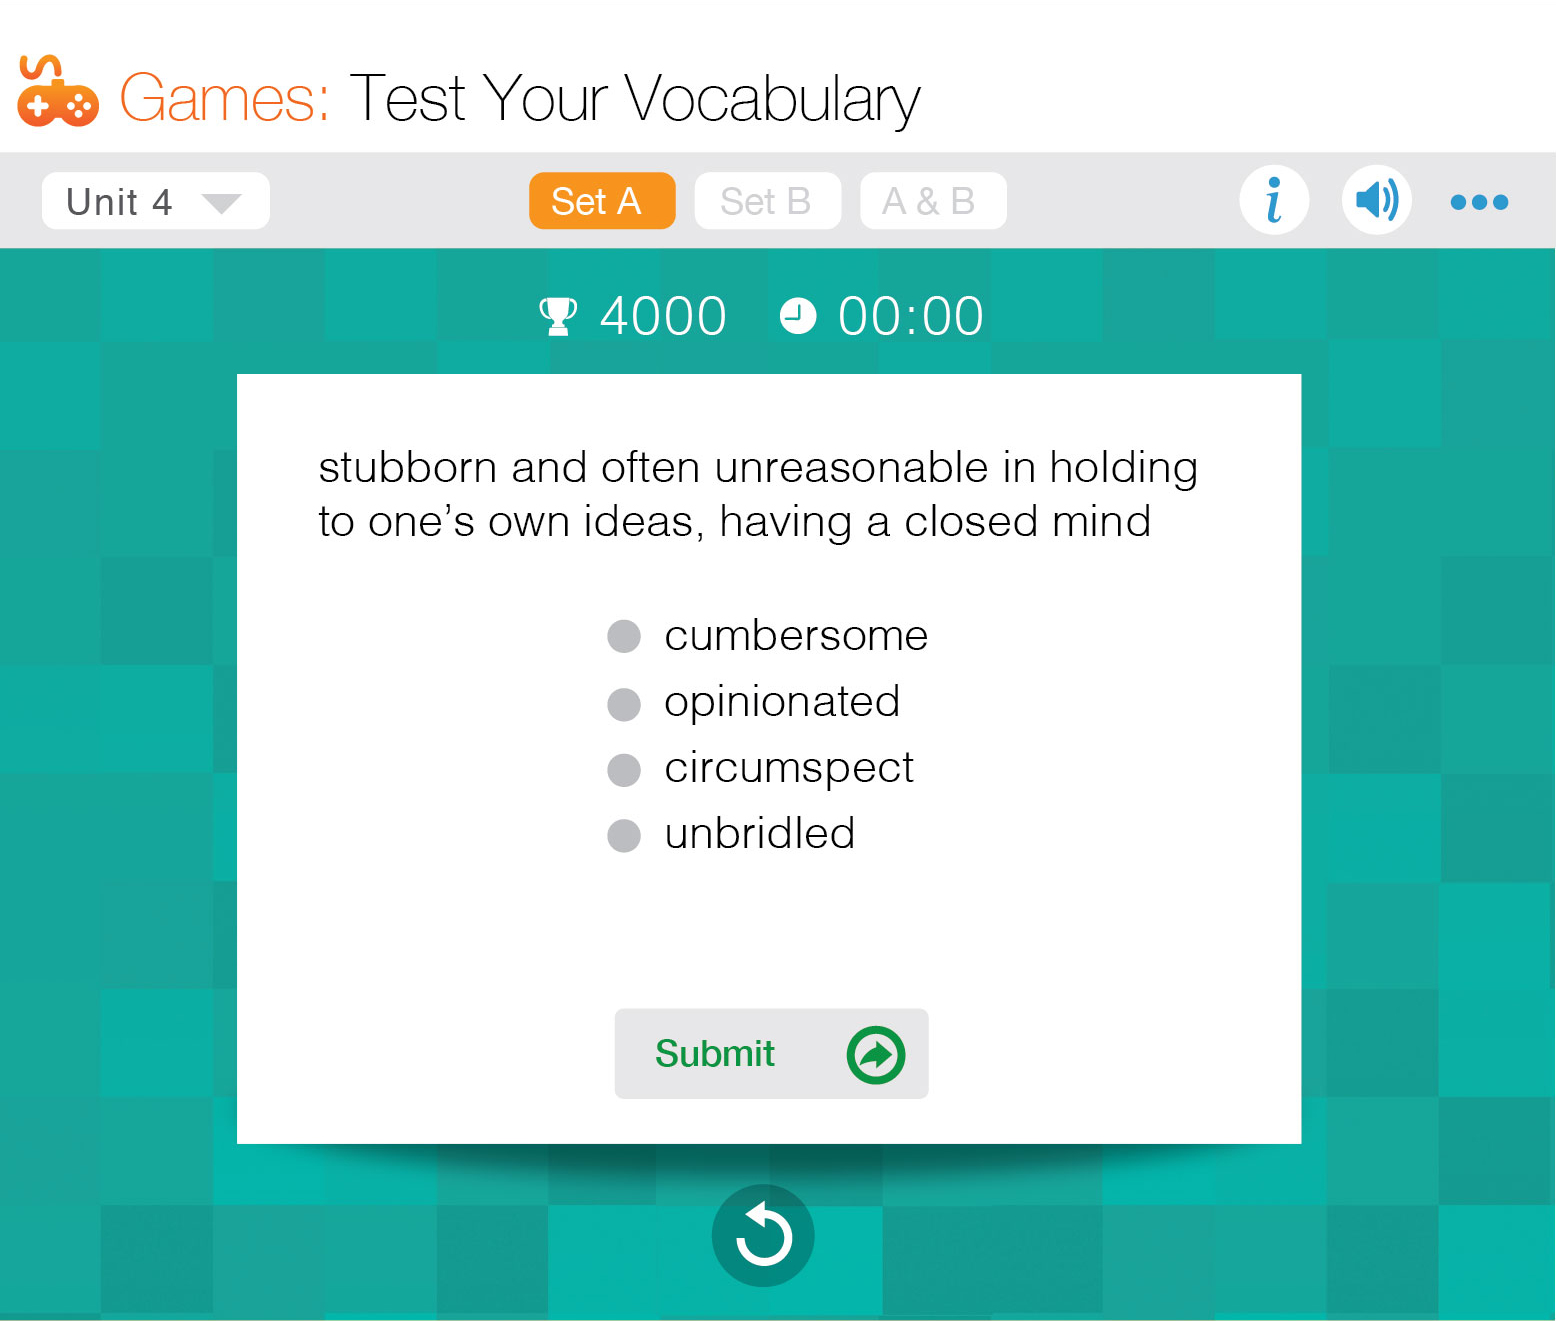 Games: Test Your Vocabulary
Unit 4
Set A
Set B
A & B
i
4000
00:00
stubborn and often unreasonable in holding
to one’s own ideas, having a closed mind
cumbersome
opinionated
circumspect
unbridled
Submit